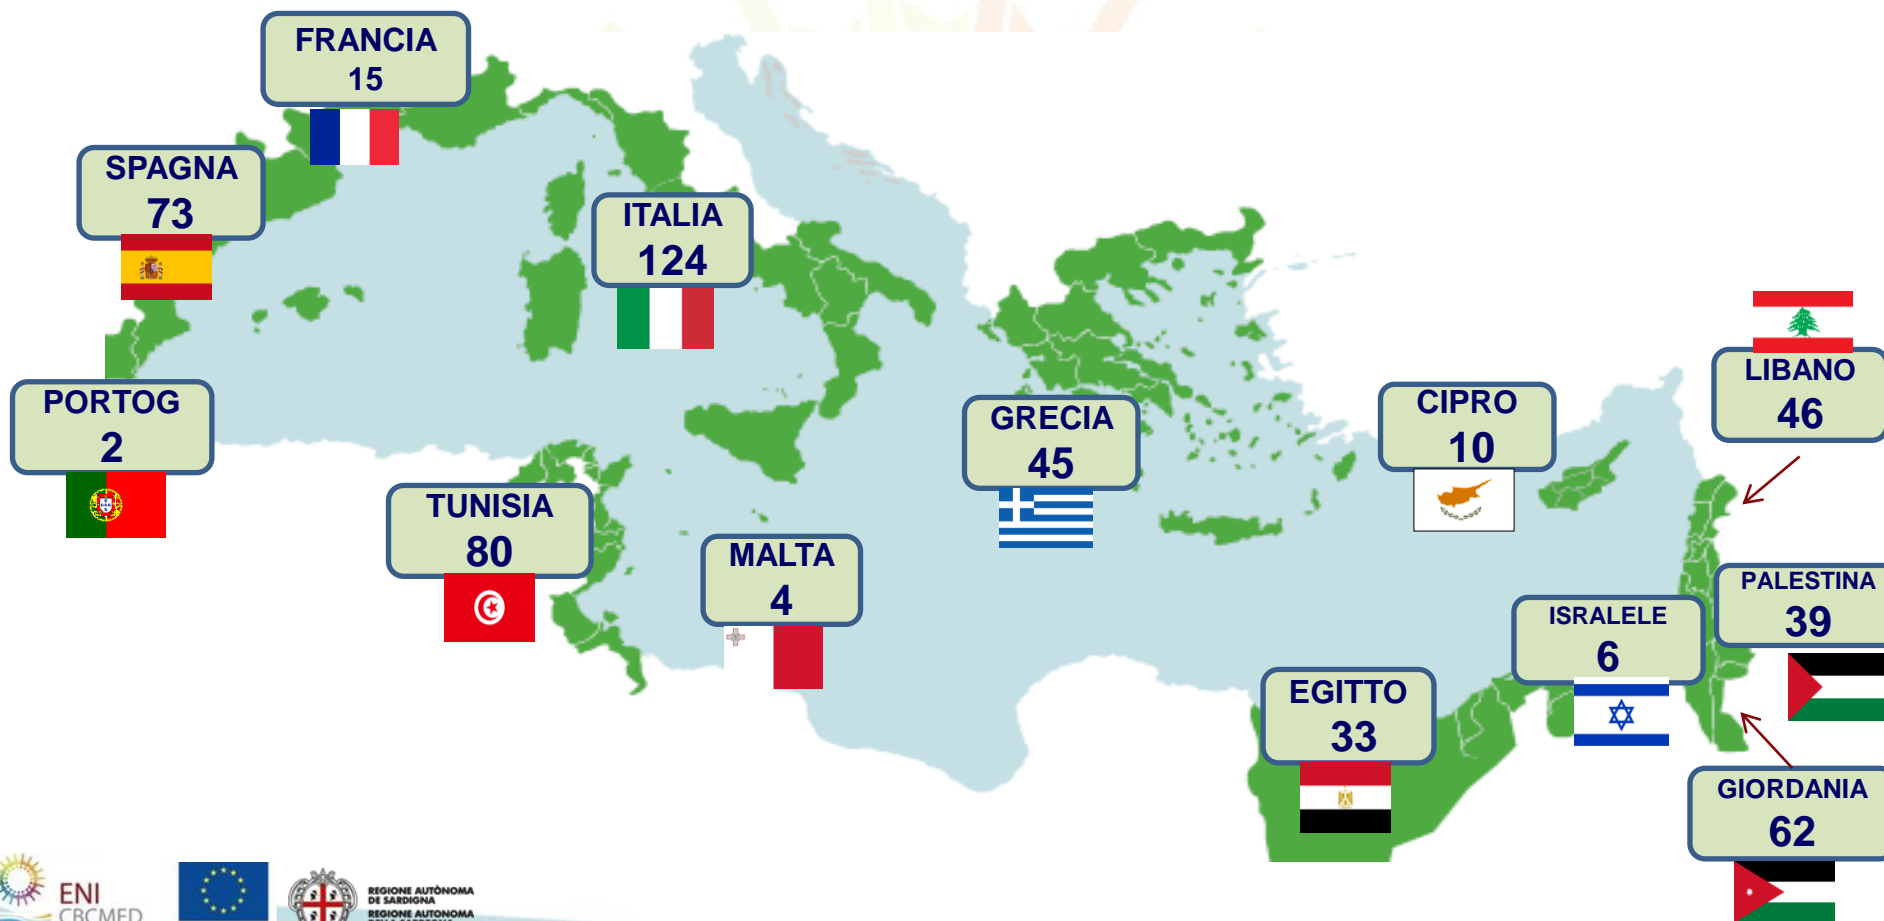 FRANCIA
15
SPAGNA
73
ITALIA
124
PORTOG
2
TUNISIA
80
MALTA
4
GRECIA
45
CIPRO
10
LIBANO
46
PALESTINA
39
ISRALELE
6
EGITTO
33
GIORDANIA
62
ENI
CBCMED
REGIONE AUTÒNOMA
DE SARDIGNA
REGIONE AUTONOMA